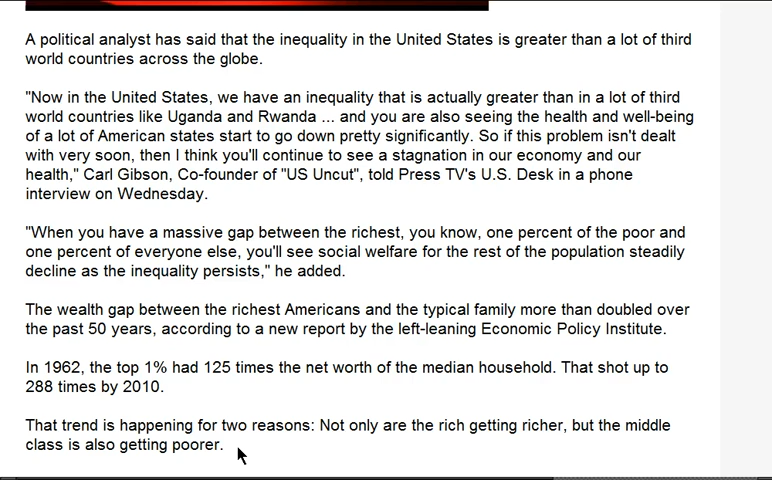 A political analyst has said that the inequality in the United States is greater than a lot of third
world countries across the globe.
"Now in the United States, we have an inequality that is actually greater than in a lot of third
world countries like Uganda and Rwanda ... and you are also seeing the health and well-being
of a lot of American states start to go down pretty significantly. So if this problem isn't dealt
with very soon, then I think you'll continue to see a stagnation in our economy and our
health," Carl Gibson, Co-founder of "US Uncut", told Press TV's U.S. Desk in a phone
interview on Wednesday.
"When you have a massive gap between the richest, you know, one percent of the poor and
one percent of everyone else, you'll see social welfare for the rest of the population steadily
decline as the inequality persists," he added.
The wealth gap between the richest Americans and the typical family more than doubled over
the past 50 years, according to a new report by the left-leaning Economic Policy Institute.
In 1962, the top 1% had 125 times the net worth of the median household. That shot up to
288 times by 2010.
That trend is happening for two reasons: Not only are the rich getting richer, but the middle
class is also getting poorer.